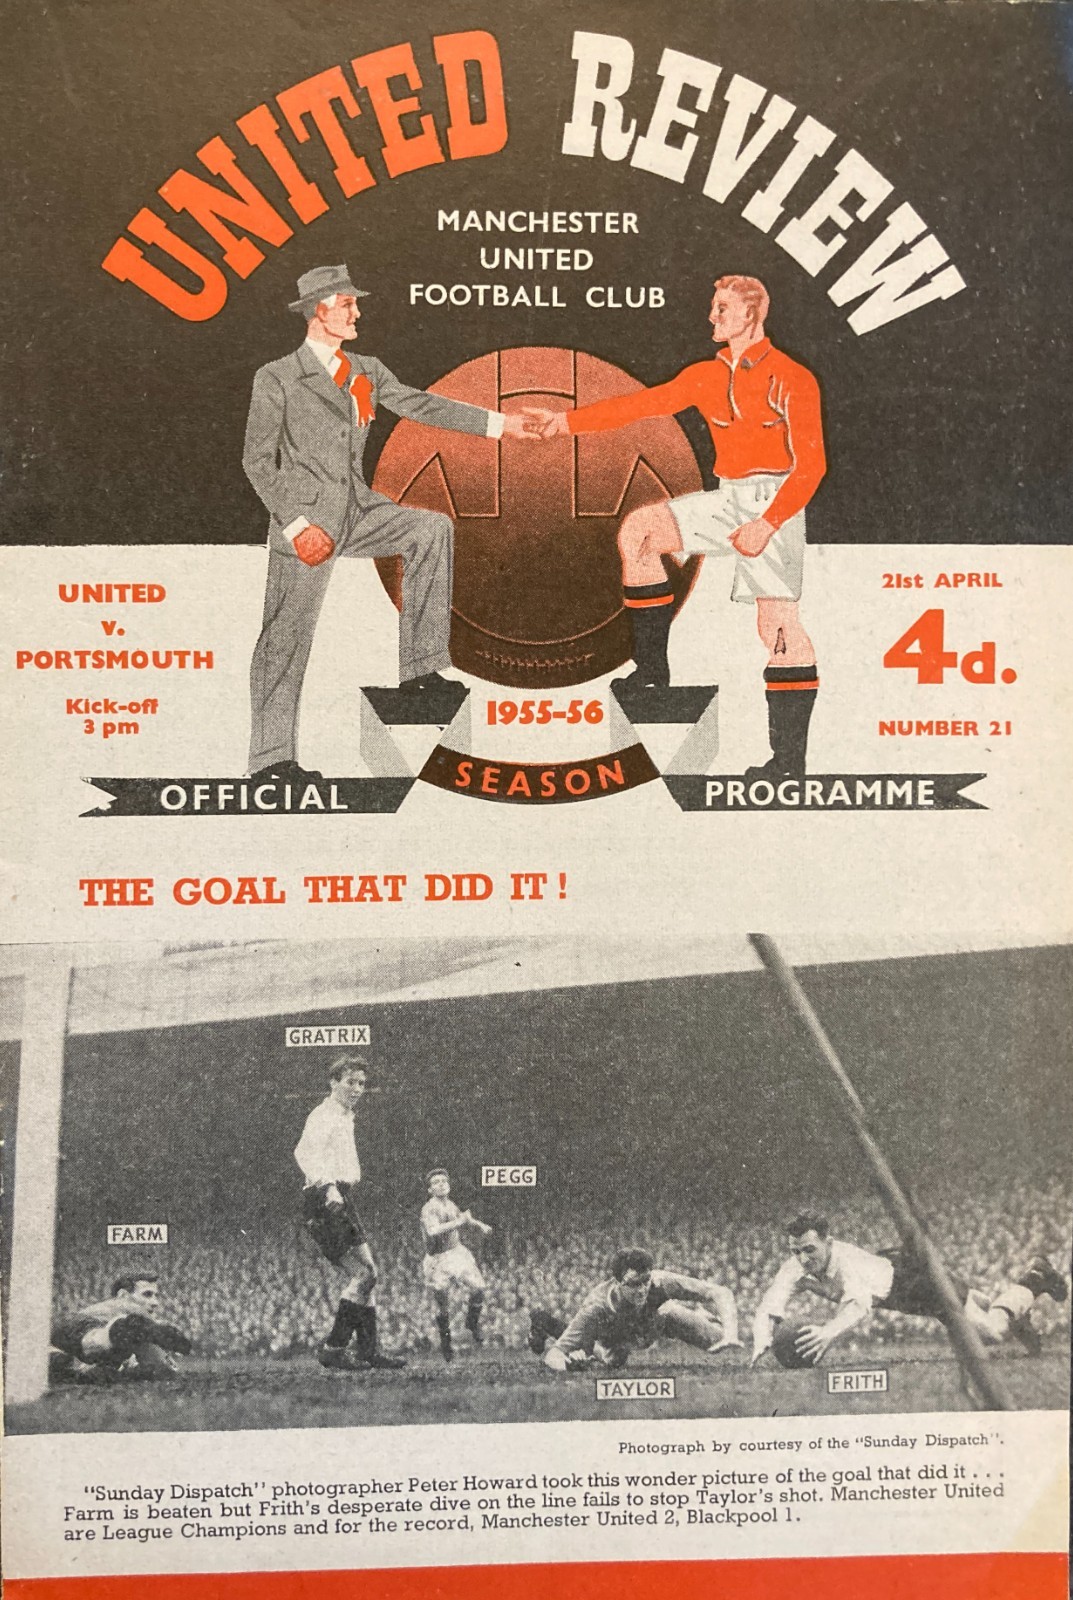 UNITED REVIEW
MANCHESTER
UNITED
FOOTBALL CLUB
UNITED
v.
PORTSMOUTH
Kick-off
3 pm
21st APRIL
4d.
NUMBER 21
1955-56
OFFICIAL SEASON PROGRAMME
THE GOAL THAT DID IT!
GRATRIX
PEGG
FARM
TAYLOR
FRITH
Photograph by courtesy of the "Sunday Dispatch".
"Sunday Dispatch" photographer Peter Howard took this wonder picture of the goal that did it . . .
Farm is beaten but Frith's desperate dive on the line fails to stop Taylor's shot. Manchester United
are League Champions and for the record, Manchester United 2, Blackpool 1.